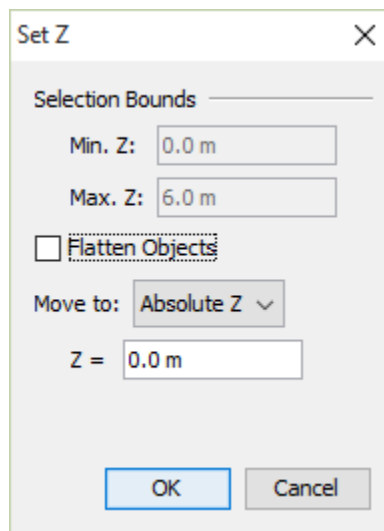 Set Z
Selection Bounds
Min. Z: 0.0 m
Max. Z: 6.0 m
Flatten Objects
Move to: Absolute Z
Z = 0.0 m
OK Cancel